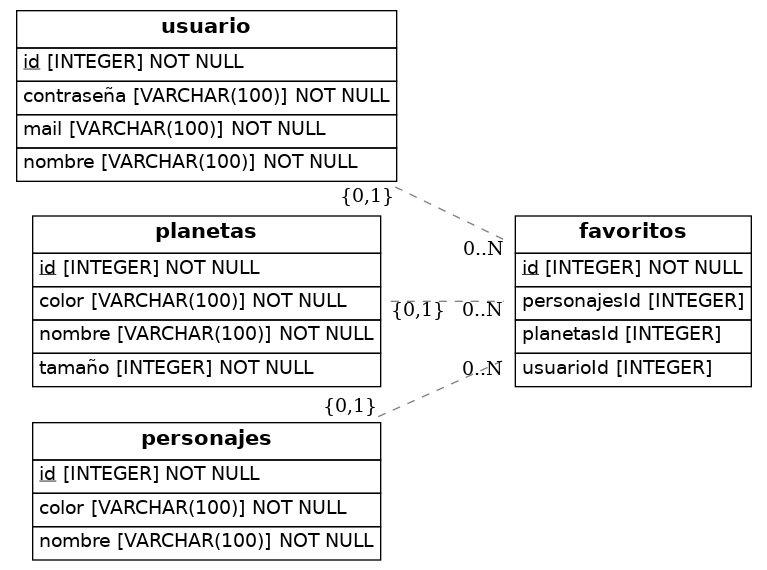 usuario
id [INTEGER] NOT NULL
contraseña [VARCHAR(100)] NOT NULL
mail [VARCHAR(100)] NOT NULL
nombre [VARCHAR(100)] NOT NULL
{0,1}
0..N
planetas
id [INTEGER] NOT NULL
color [VARCHAR(100)] NOT NULL
nombre [VARCHAR(100)] NOT NULL
tamaño [INTEGER] NOT NULL
{0,1}
0..N
favoritos
id [INTEGER] NOT NULL
personajesId [INTEGER]
planetasId [INTEGER]
usuarioId [INTEGER]
0..N
{0,1}
personajes
id [INTEGER] NOT NULL
color [VARCHAR(100)] NOT NULL
nombre [VARCHAR(100)] NOT NULL